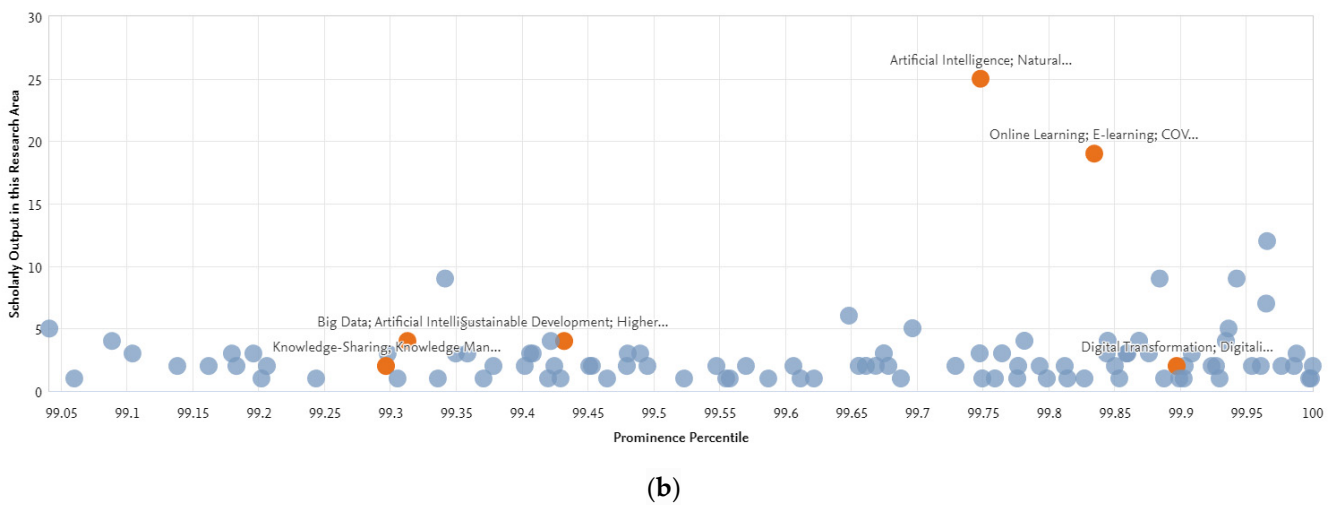 30
25
20
15
10
5
0
Scholarly Output in this Research Area
Artificial Intelligence; Natural...
Online Learning; E-learning; COV...
Big Data; Artificial Intelli
Sustainable Development; Higher...
Knowledge-Sharing; Knowledge Man...
Digital Transformation; Digitali...
99.05 99.1 99.15 99.2 99.25 99.3 99.35 99.4 99.45 99.5 99.55 99.6 99.65 99.7 99.75 99.8 99.85 99.9 99.95 100
Prominence Percentile
(b)